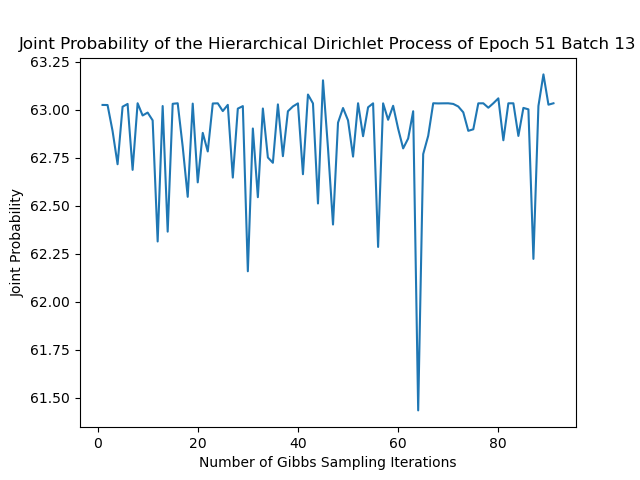 Joint Probability of the Hierarchical Dirichlet Process of Epoch 51 Batch 13
63.25
63.00
62.75
62.50
62.25
62.00
61.75
61.50
Joint Probability
0 20 40 60 80
Number of Gibbs Sampling Iterations